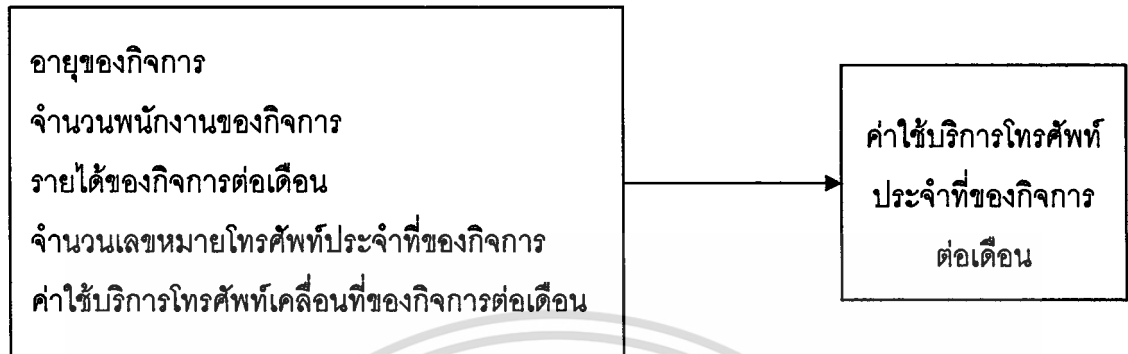 อายุของกิจการ
จำนวนพนักงานของกิจการ
รายได้ของกิจการต่อเดือน
จำนวนเลขหมายโทรศัพท์ประจำที่ของกิจการ
ค่าใช้บริการโทรศัพท์เคลื่อนที่ของกิจการต่อเดือน
ค่าใช้บริการโทรศัพท์
ประจำที่ของกิจการ
ต่อเดือน